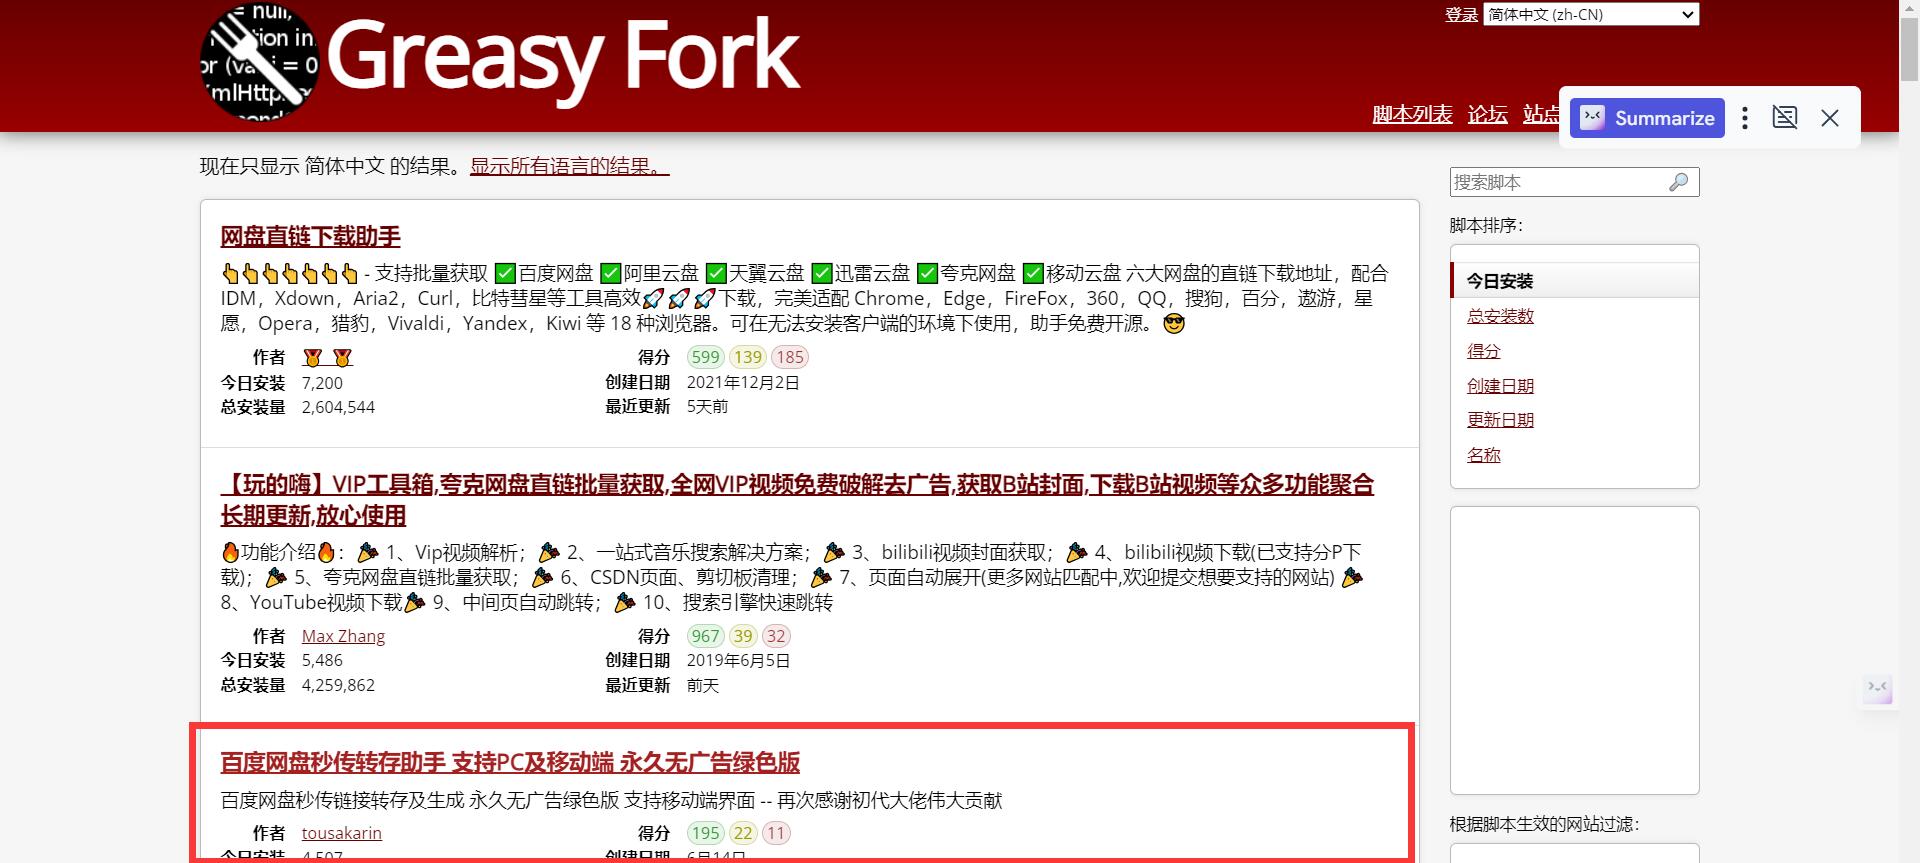 = null,
tion in
or (va i = 0
XmlHttp
cond
Greasy Fork
登录 简体中文 (zh-CN)
脚本列表 论坛 站点
Summarize
现在只显示 简体中文 的结果。显示所有语言的结果。
网盘直链下载助手
👆👆👆👆👆👆👆 - 支持批量获取 ✅百度网盘 ✅阿里云盘 ✅天翼云盘 ✅迅雷云盘 ✅夸克网盘 ✅移动云盘 六大网盘的直链下载地址，配合
IDM，Xdown，Aria2，Curl，比特彗星等工具高效🚀🚀🚀下载，完美适配 Chrome，Edge，FireFox，360，QQ，搜狗，百分，遨游，星
愿，Opera，猎豹，Vivaldi，Yandex，Kiwi 等 18 种浏览器。可在无法安装客户端的环境下使用，助手免费开源。😎
作者 🥇 🥇 得分 599 139 185
今日安装 7,200 创建日期 2021年12月2日
总安装量 2,604,544 最近更新 5天前
【玩的嗨】VIP工具箱,夸克网盘直链批量获取,全网VIP视频免费破解去广告,获取B站封面,下载B站视频等众多功能聚合
长期更新,放心使用
🔥功能介绍🔥： 🎉 1、Vip视频解析； 🎉 2、一站式音乐搜索解决方案； 🎉 3、bilibili视频封面获取； 🎉 4、bilibili视频下载(已支持分P下
载)； 🎉 5、夸克网盘直链批量获取； 🎉 6、CSDN页面、剪切板清理； 🎉 7、页面自动展开(更多网站匹配中,欢迎提交想要支持的网站) 🎉
8、YouTube视频下载🎉 9、中间页自动跳转； 🎉 10、搜索引擎快速跳转
作者 Max Zhang 得分 967 39 32
今日安装 5,486 创建日期 2019年6月5日
总安装量 4,259,862 最近更新 前天
百度网盘秒传转存助手 支持PC及移动端 永久无广告绿色版
百度网盘秒传链接转存及生成 永久无广告绿色版 支持移动端界面 -- 再次感谢初代大佬伟大贡献
作者 tousakarin 得分 195 22 11
今日安装 4,507 创建日期 6月14日
搜索脚本
脚本排序：
今日安装
总安装数
得分
创建日期
更新日期
名称
根据脚本生效的网站过滤：